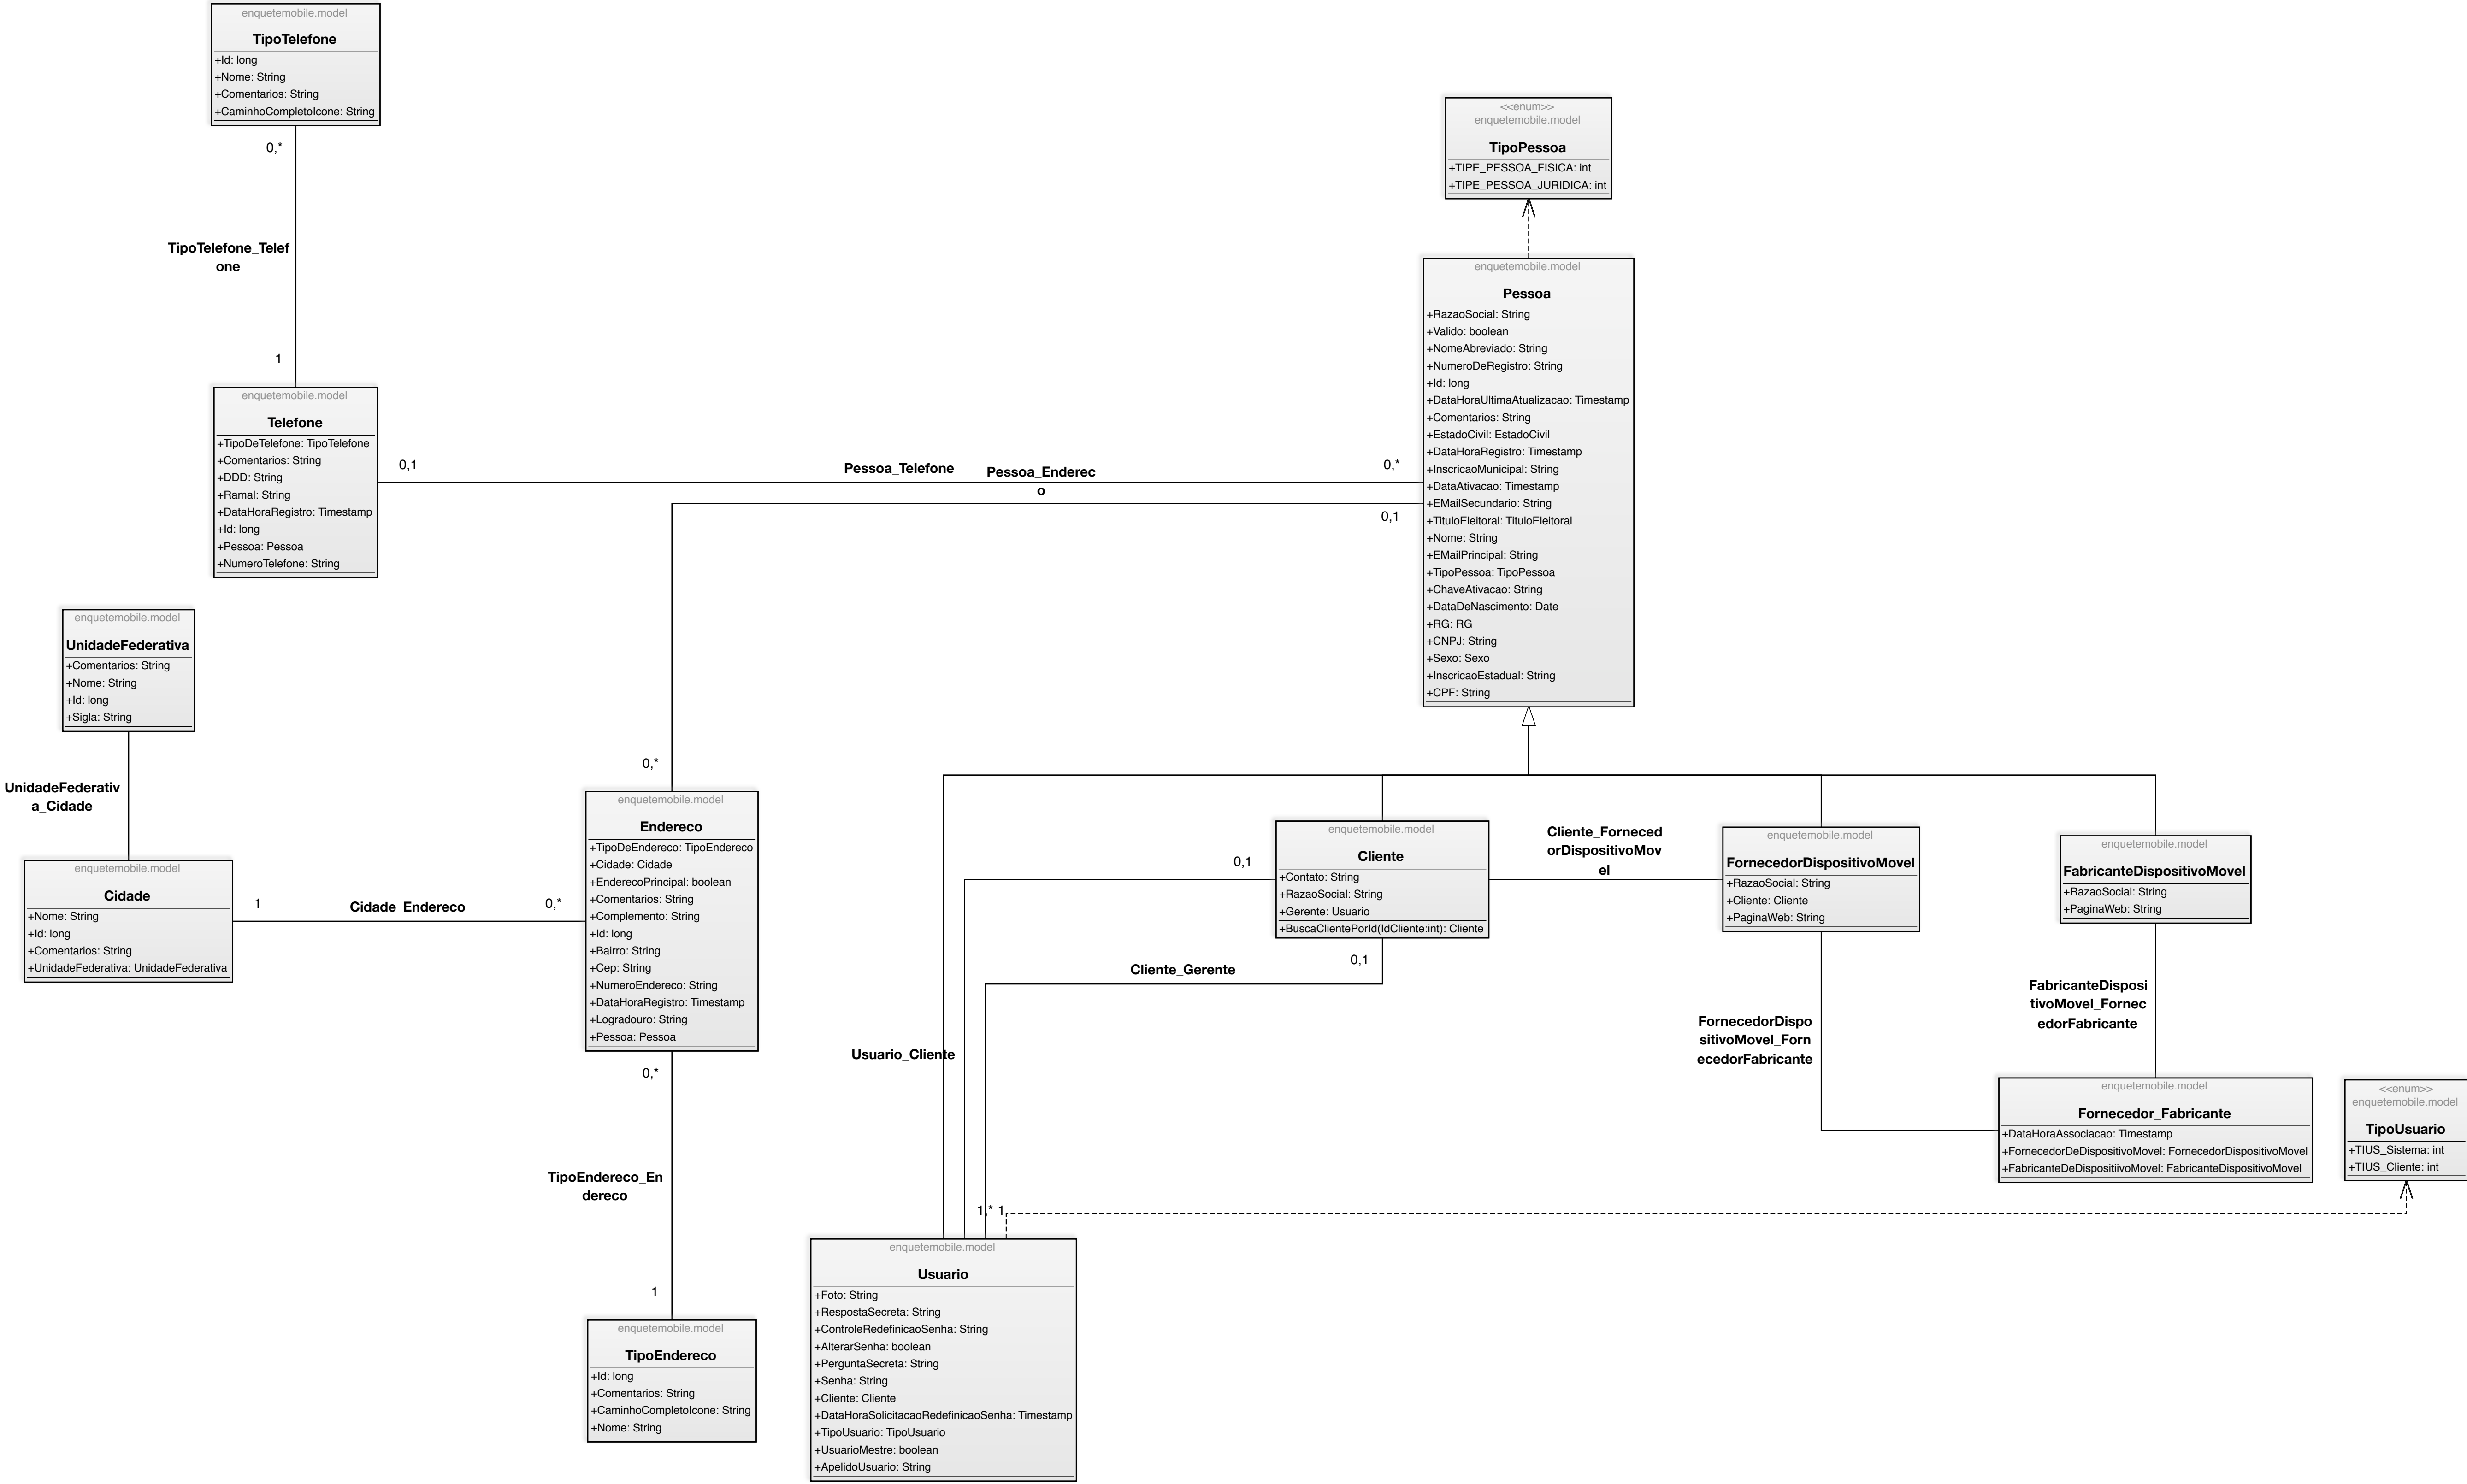 enquetemobile.model
TipoTelefone
+Id: long
+Nome: String
+Comentarios: String
+CaminhoCompletoIcone: String
0,*
TipoTelefone_Telef
one
1
enquetemobile.model
Telefone
+TipoDeTelefone: TipoTelefone
+Comentarios: String
+DDD: String
+Ramal: String
+DataHoraRegistro: Timestamp
+Id: long
+Pessoa: Pessoa
+NumeroTelefone: String
0,1
Pessoa_Telefone
0,*
Pessoa_Enderec
o
0,1
0,*
<<enum>>
enquetemobile.model
TipoPessoa
+TIPE_PESSOA_FISICA: int
+TIPE_PESSOA_JURIDICA: int
enquetemobile.model
Pessoa
+RazaoSocial: String
+Valido: boolean
+NomeAbreviado: String
+NumeroDeRegistro: String
+Id: long
+DataHoraUltimaAtualizacao: Timestamp
+Comentarios: String
+EstadoCivil: EstadoCivil
+DataHoraRegistro: Timestamp
+InscricaoMunicipal: String
+DataAtivacao: Timestamp
+EMailSecundario: String
+TituloEleitoral: TituloEleitoral
+Nome: String
+EMailPrincipal: String
+TipoPessoa: TipoPessoa
+ChaveAtivacao: String
+DataDeNascimento: Date
+RG: RG
+CNPJ: String
+Sexo: Sexo
+InscricaoEstadual: String
+CPF: String
enquetemobile.model
UnidadeFederativa
+Comentarios: String
+Nome: String
+Id: long
+Sigla: String
UnidadeFederativ
a_Cidade
enquetemobile.model
Cidade
+Nome: String
+Id: long
+Comentarios: String
+UnidadeFederativa: UnidadeFederativa
1
Cidade_Endereco
0,*
enquetemobile.model
Endereco
+TipoDeEndereco: TipoEndereco
+Cidade: Cidade
+EnderecoPrincipal: boolean
+Comentarios: String
+Complemento: String
+Id: long
+Bairro: String
+Cep: String
+NumeroEndereco: String
+DataHoraRegistro: Timestamp
+Logradouro: String
+Pessoa: Pessoa
0,*
TipoEndereco_En
dereco
1
enquetemobile.model
TipoEndereco
+Id: long
+Comentarios: String
+CaminhoCompletoIcone: String
+Nome: String
enquetemobile.model
Cliente
+Contato: String
+RazaoSocial: String
+Gerente: Usuario
+BuscaClientePorId(IdCliente:int): Cliente
0,1
0,1
Cliente_Gerente
Usuario_Cliente
Cliente_Forneced
orDispositivoMov
el
enquetemobile.model
FornecedorDispositivoMovel
+RazaoSocial: String
+Cliente: Cliente
+PaginaWeb: String
enquetemobile.model
FabricanteDispositivoMovel
+RazaoSocial: String
+PaginaWeb: String
FornecedorDispo
sitivoMovel_Forn
ecedorFabricante
FabricanteDisposi
tivoMovel_Fornec
edorFabricante
enquetemobile.model
Fornecedor_Fabricante
+DataHoraAssociacao: Timestamp
+FornecedorDeDispositivoMovel: FornecedorDispositivoMovel
+FabricanteDeDispositiivoMovel: FabricanteDispositivoMovel
<<enum>>
enquetemobile.model
TipoUsuario
+TIUS_Sistema: int
+TIUS_Cliente: int
1,* 1
enquetemobile.model
Usuario
+Foto: String
+RespostaSecreta: String
+ControleRedefinicaoSenha: String
+AlterarSenha: boolean
+PerguntaSecreta: String
+Senha: String
+Cliente: Cliente
+DataHoraSolicitacaoRedefinicaoSenha: Timestamp
+TipoUsuario: TipoUsuario
+UsuarioMestre: boolean
+ApelidoUsuario: String